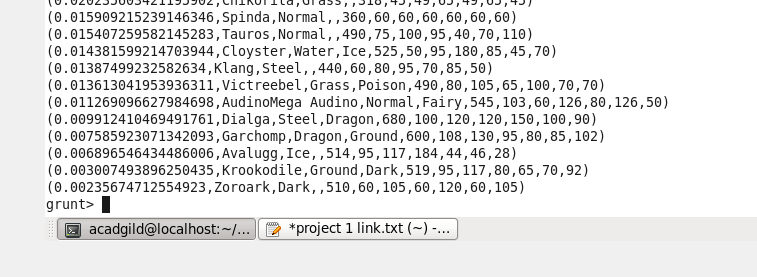 (0.020235603421195902,Chikorita,Grass,,318,45,49,65,49,65,45)
(0.015909215239146346,Spinda,Normal,,360,60,60,60,60,60,60)
(0.015407259582145283,Tauros,Normal,,490,75,100,95,40,70,110)
(0.014381599214703944,Cloyster,Water,Ice,525,50,95,180,85,45,70)
(0.01387499232582634,Klang,Steel,,440,60,80,95,70,85,50)
(0.013613041953936311,Victreebel,Grass,Poison,490,80,105,65,100,70,70)
(0.011269096627984698,AudinoMega Audino,Normal,Fairy,545,103,60,126,80,126,50)
(0.009912410469491761,Dialga,Steel,Dragon,680,100,120,120,150,100,90)
(0.007585923071342093,Garchomp,Dragon,Ground,600,108,130,95,80,85,102)
(0.006896546434486006,Avalugg,Ice,,514,95,117,184,44,46,28)
(0.003007493896250435,Krookodile,Ground,Dark,519,95,117,80,65,70,92)
(0.00235674712554923,Zoroark,Dark,,510,60,105,60,120,60,105)
grunt>
acadgild@localhost:~/... *project 1 link.txt (~) -...